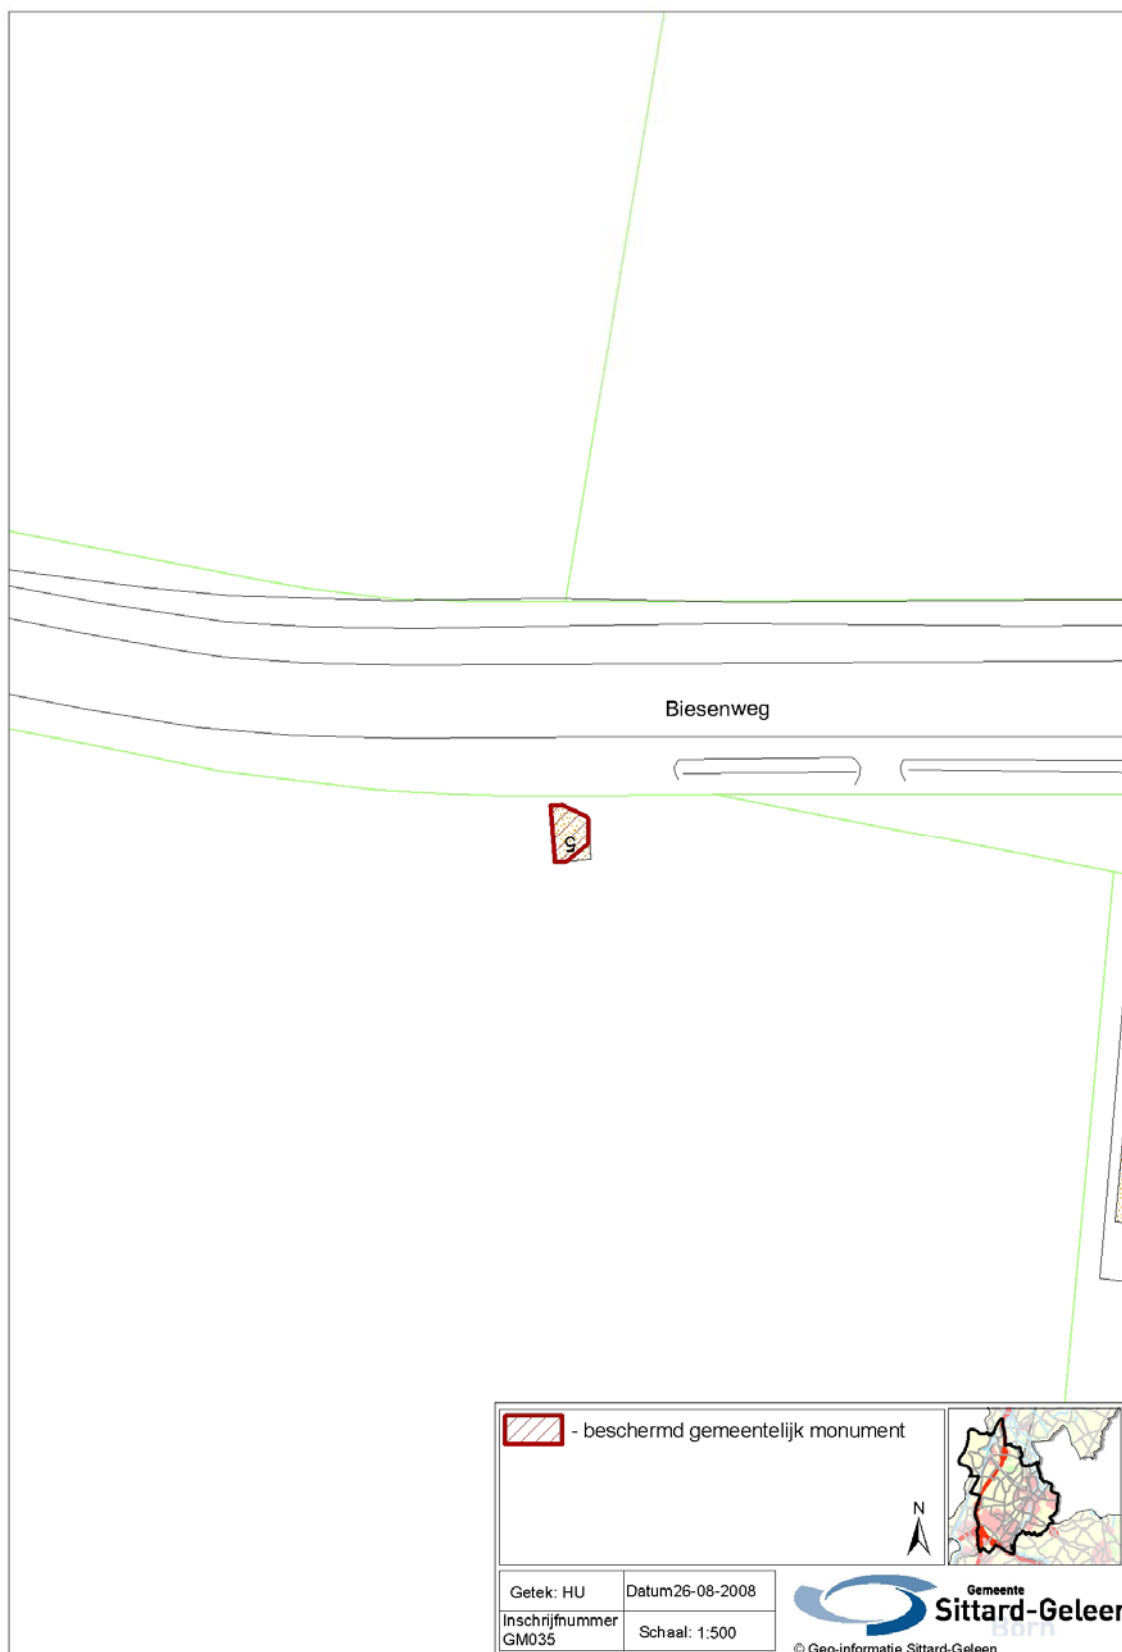 Biesenweg
5
- beschermd gemeentelijk monument
N
Getek: HU
Datum26-08-2008
Inschrijfnummer
GM035
Schaal: 1:500
Gemeente
Sittard-Geleen
Born
© Geo-informatie Sittard-Geleen